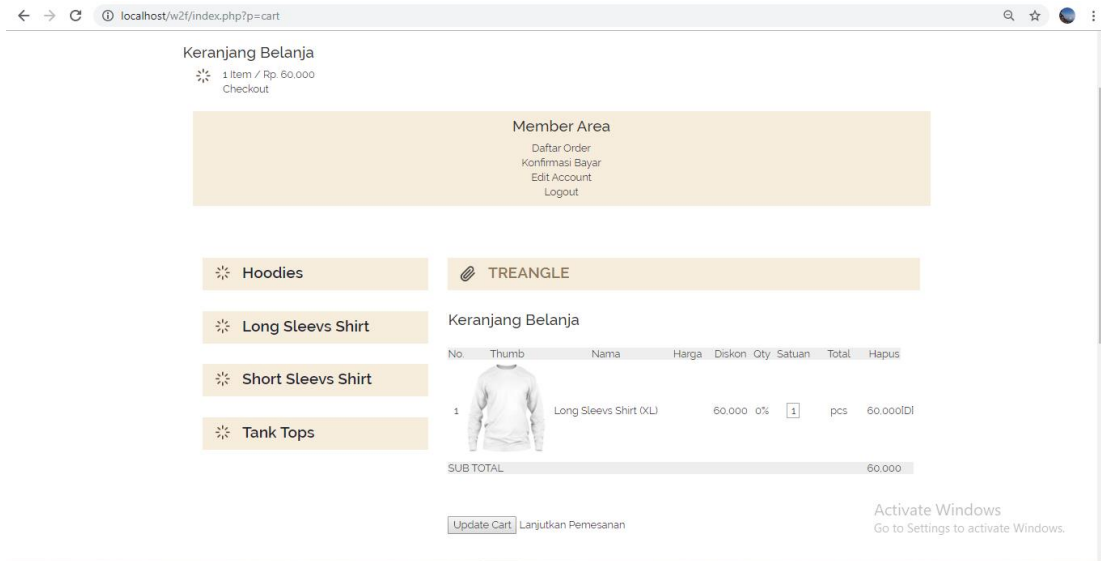 localhost/w2f/index.php?p=cart
Keranjang Belanja
1 Item / Rp. 60.000
Checkout
Member Area
Daftar Order
Konfirmasi Bayar
Edit Account
Logout
Hoodies
Long Sleevs Shirt
Short Sleevs Shirt
Tank Tops
TREANGLE
Keranjang Belanja
No. Thumb Nama Harga Diskon Qty Satuan Total Hapus
1 Long Sleevs Shirt (XL) 60.000 0% 1 pcs 60.000[D]
SUB TOTAL 60.000
Update Cart Lanjutkan Pemesanan
Activate Windows
Go to Settings to activate Windows.